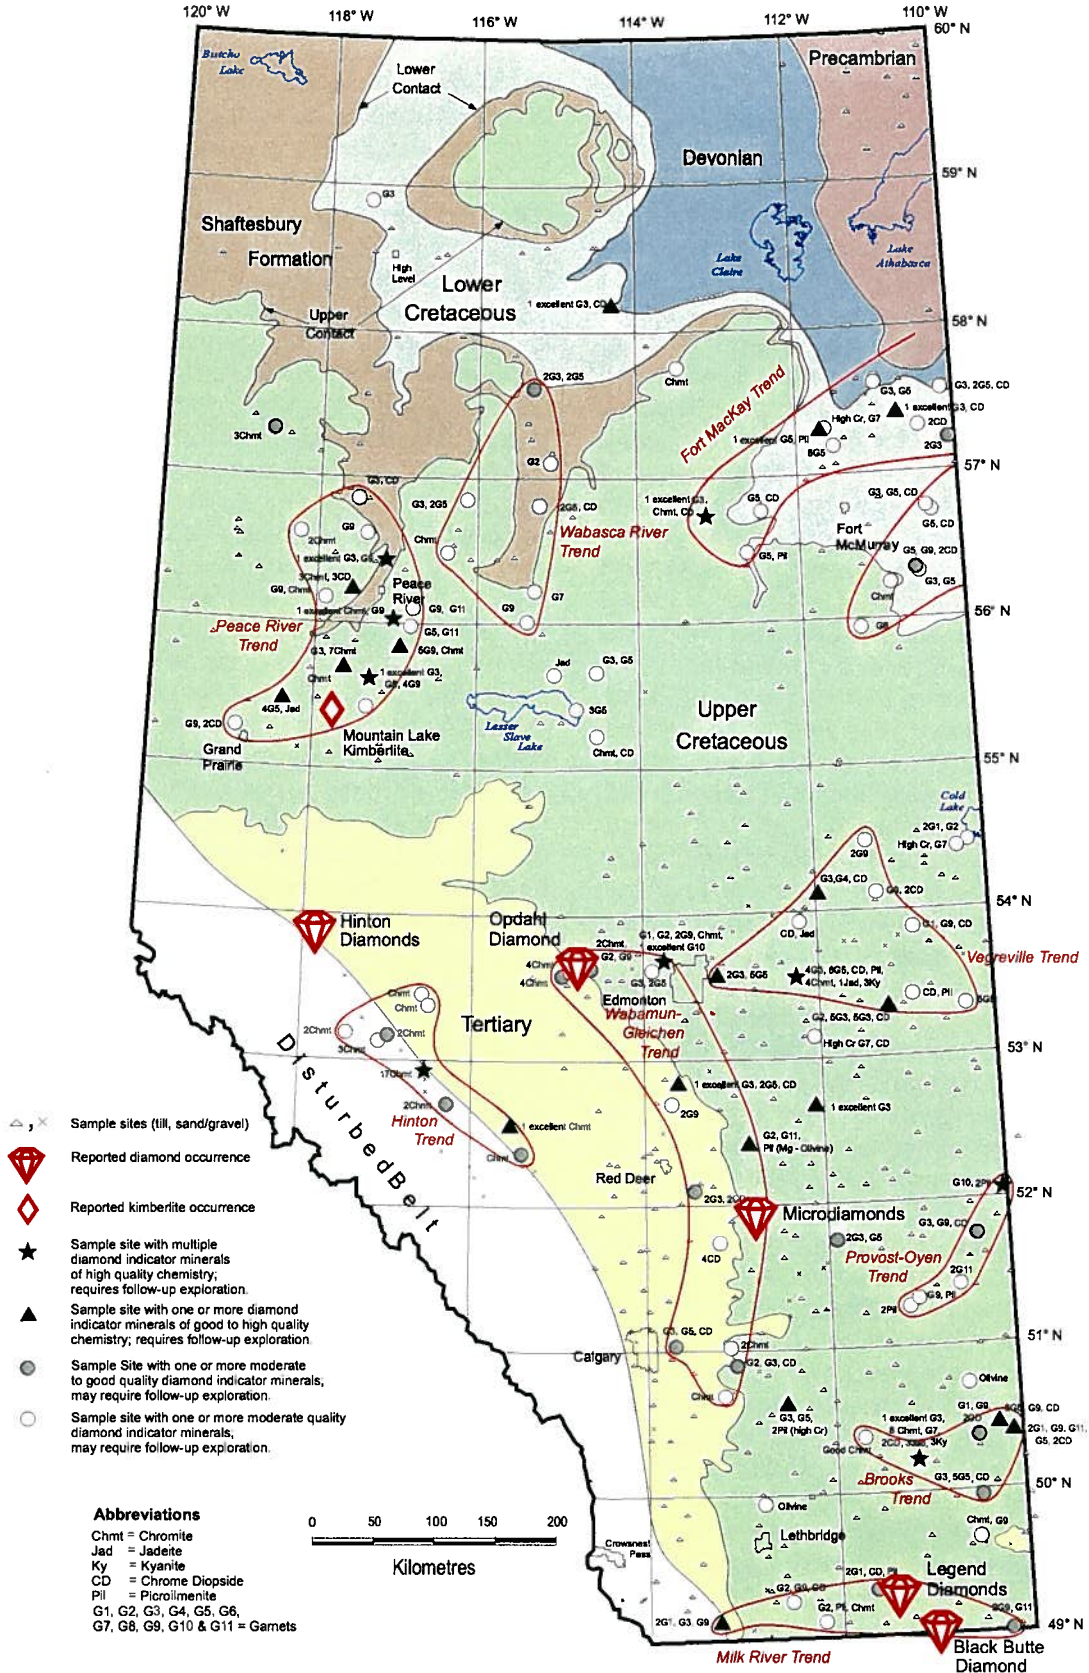 120° W
118° W
116° W
114° W
112° W
110° W
60° N
Bistcho
Lake
Lower
Contact
Precambrian
Devonian
59° N
G3
Shaftesbury
Formation
High
Level
Lake
Claire
Lake
Athabasca
Lower
Cretaceous
1 excellent G3, CD
Upper
Contact
58° N
2G3, 2G5
Chmt
Fort MacKay Trend
G3, G5
G3, 2G5, CD
1 excellent G3, CD
High Cr, G7
2CD
1 excellent G5, Pil
6G5
2G3
3Chmt
57° N
G2
G3, CD
G3, 2G5
2G5, CD
Wabasca River
Trend
1 excellent G3,
Chmt, CD
G5, CD
G3, G5, CD
G5, CD
Fort
McMurray
G9
2Chmt
1 excellent G3, G5
Chmt
G5, Pil
G5, G9, 2CD
G3, G5
3Chmt, 3CD
G9, Chmt
Peace
River
Chmt
1 excellent Chmt, G9
G9, G11
G7
G9
56° N
Peace River
Trend
G5, G11
G8
G3, 7Chmt
5G9, Chmt
Chmt
1 excellent G3,
G5, 4G9
Jad
G3, G5
4G5, Jad
3G5
Upper
Cretaceous
G9, 2CD
Mountain Lake
Kimberlite
Lesser
Slave
Lake
Chmt, CD
Grand
Prairie
55° N
Cold
Lake
2G1, G2
High Cr, G7
2G9
G3,G4, CD
G9, 2CD
54° N
Hinton
Diamonds
Opdahl
Diamond
G1, G2, 2G9, Chmt,
excellent G10
CD, Jad
G1, G9, CD
2Chmt,
G2, G9
Vegreville Trend
4Chmt
4Chmt
G3, 2G5
2G3, 5G5
4G3, 6G5, CD, Pil,
4Chmt, 1Jad, 3Ky
CD, Pil
5G5
Chmt
Chmt
Edmonton
Wabamun-
Gleichen
Trend
G2, 5G3, 5G3, CD
Tertiary
2Chmt
2Chmt
3Chmt
High Cr G7, CD
53° N
Disturbed Belt
17Chmt
1 excellent G3, 2G5, CD
2Chmt
2G9
1 excellent G3
Hinton
Trend
1 excellent Chmt
G2, G11,
Pil (Mg - Olivine)
Chmt
Red Deer
G10, 2Pil
52° N
2G3, 2CD
Microdiamonds
G3, G9, CD
2G3, G5
Provost-Oyen
Trend
4CD
2G11
G9, Pil
2Pil
51° N
G3, G5, CD
2Chmt
Calgary
G2, G3, CD
Olivine
Chmt
G3, G5,
2Pil (high Cr)
1 excellent G3,
8 Chmt, G7,
G1, G9
2CD
5G5, G9, CD
2G1, G9, G11,
G5, 2CD
Good Chmt
Brooks
Trend
G3, 5G5, CD
50° N
Olivine
Lethbridge
Chmt, G9
Crowsnest
Pass
2G1, CD, Pil
Legend
Diamonds
G2, G9, CD
G2, Pil, Chmt
2G9, G11
2G1, G3, G9
49° N
Milk River Trend
Black Butte
Diamond
△ , × Sample sites (till, sand/gravel)
Reported diamond occurrence
Reported kimberlite occurrence
Sample site with multiple
diamond indicator minerals
of high quality chemistry;
requires follow-up exploration.
Sample site with one or more diamond
indicator minerals of good to high quality
chemistry; requires follow-up exploration.
Sample Site with one or more moderate
to good quality diamond indicator minerals;
may require follow-up exploration.
Sample site with one or more moderate quality
diamond indicator minerals;
may require follow-up exploration.
Abbreviations
Chmt = Chromite
Jad = Jadeite
Ky = Kyanite
CD = Chrome Diopside
Pil = Picroilmenite
G1, G2, G3, G4, G5, G6,
G7, G8, G9, G10 & G11 = Garnets
0 50 100 150 200
Kilometres